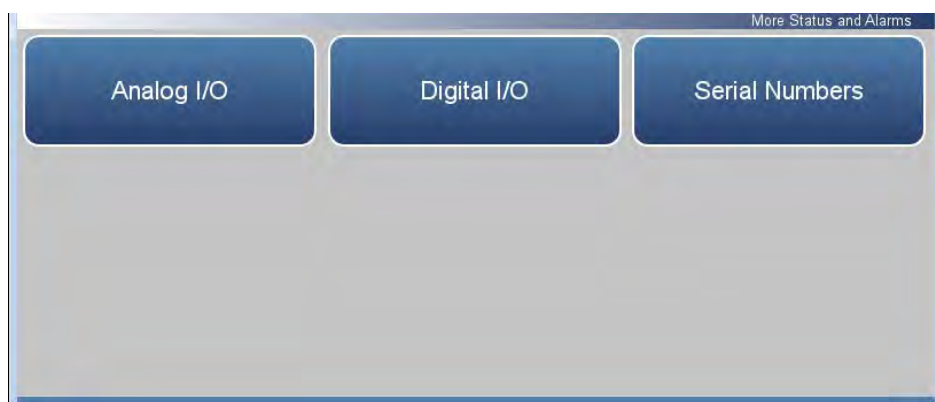 More Status and Alarms
Analog I/O
Digital I/O
Serial Numbers